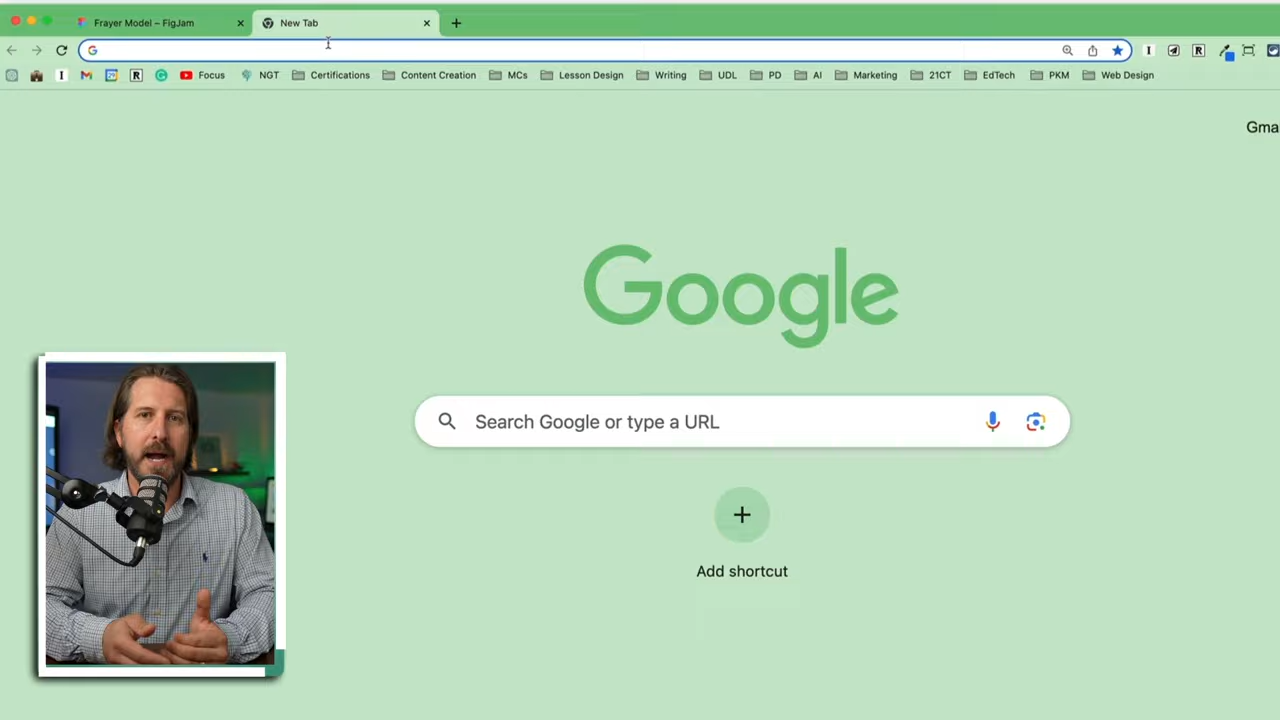 Frayer Model – FigJam
New Tab
Focus NGT Certifications Content Creation MCs Lesson Design Writing UDL PD AI Marketing 21CT EdTech PKM Web Design
Gma
Google
Search Google or type a URL
Add shortcut